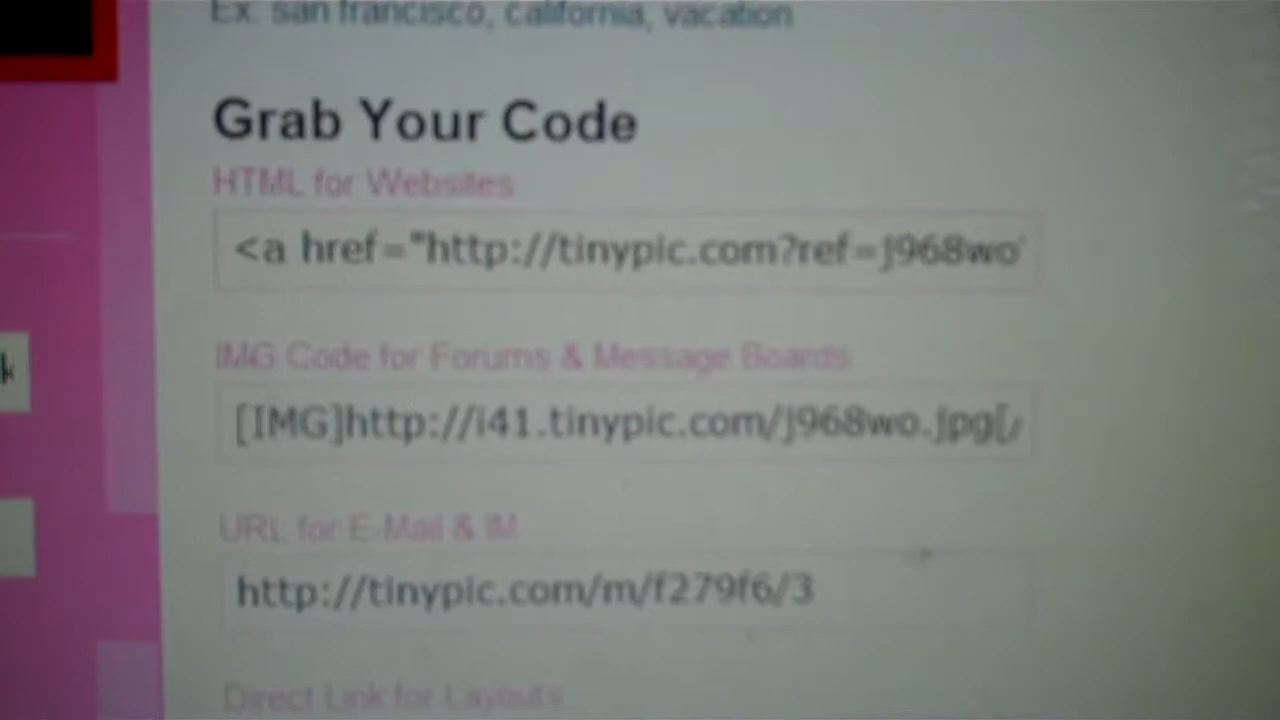 Ex: san francisco, california, vacation
Grab Your Code
HTML for Websites
<a href="http://tinypic.com?ref=j968wo"
IMG Code for Forums & Message Boards
[IMG]http://i41.tinypic.com/j968wo.jpg[/
URL for E-Mail & IM
http://tinypic.com/m/f279f6/3
Direct Link for Layouts
k